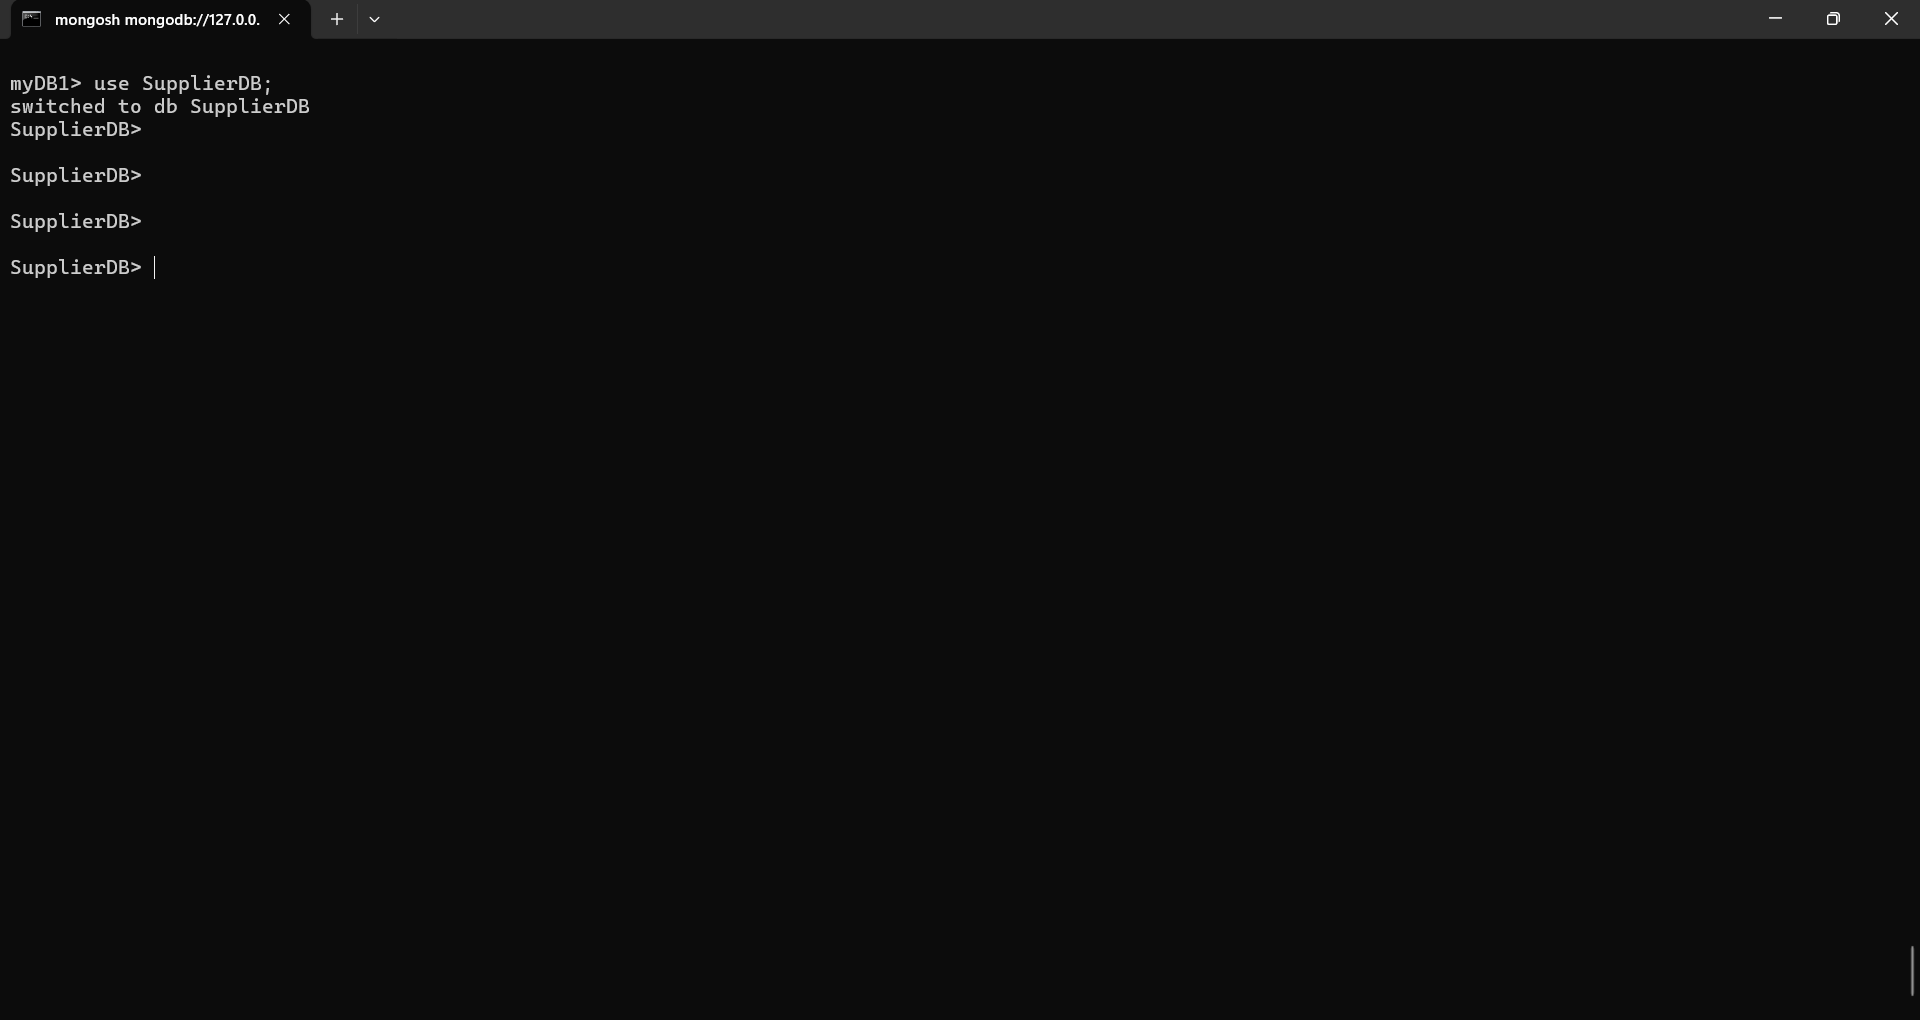 mongosh mongodb://127.0.0.
myDB1> use SupplierDB;
switched to db SupplierDB
SupplierDB>
SupplierDB>
SupplierDB>
SupplierDB>